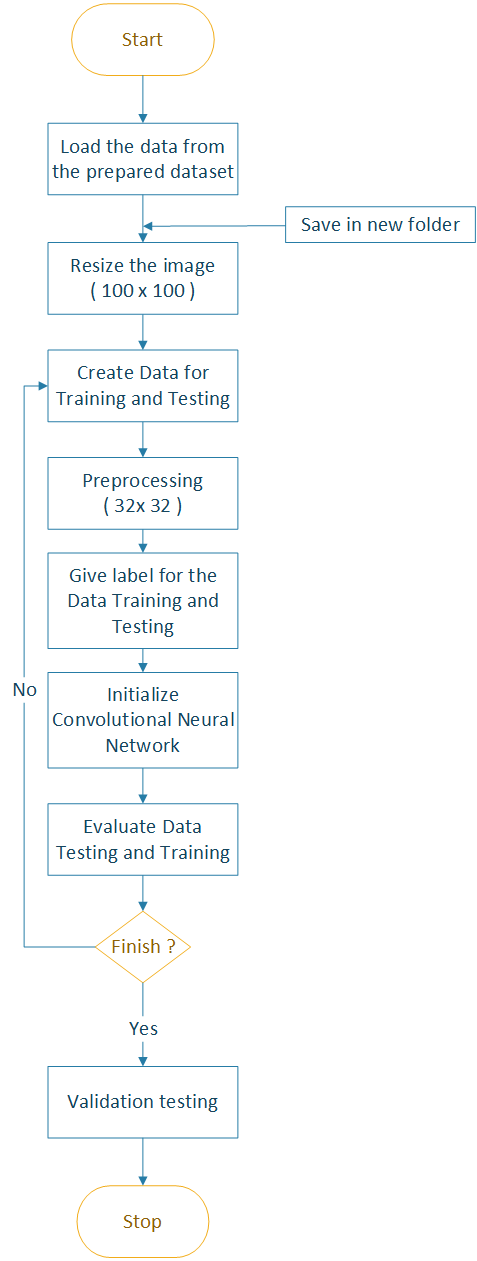 Start
Load the data from
the prepared dataset
Save in new folder
Resize the image
( 100 x 100 )
Create Data for
Training and Testing
Preprocessing
( 32x 32 )
Give label for the
Data Training and
Testing
No
Initialize
Convolutional Neural
Network
Evaluate Data
Testing and Training
Finish ?
Yes
Validation testing
Stop